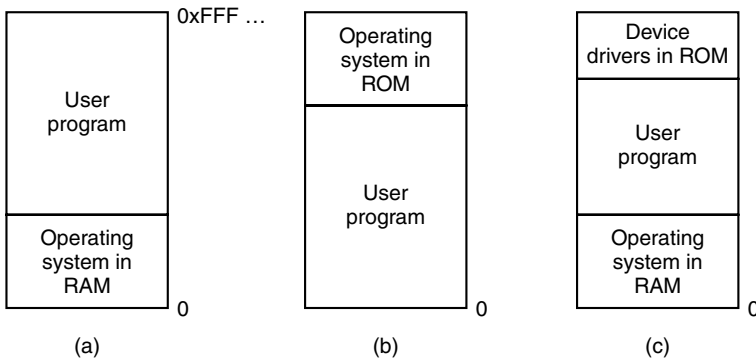 0xFFF …
User
program
Operating
system in
RAM
0
(a)
Operating
system in
ROM
User
program
0
(b)
Device
drivers in ROM
User
program
Operating
system in
RAM
0
(c)